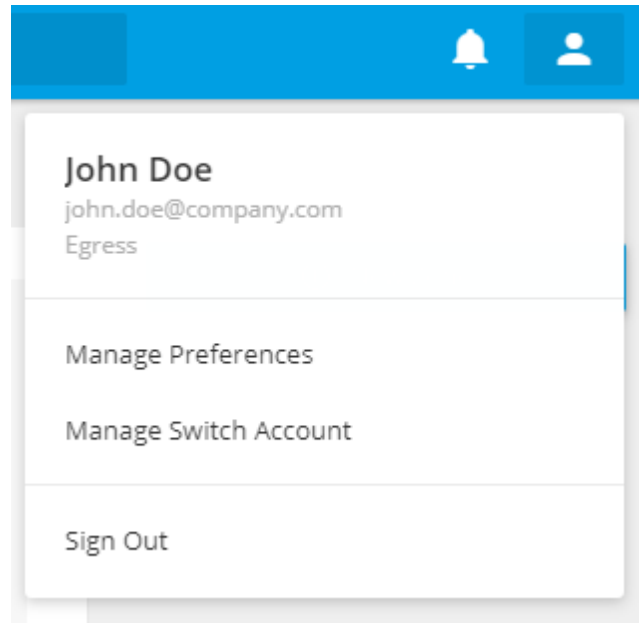 John Doe
john.doe@company.com
Egress
Manage Preferences
Manage Switch Account
Sign Out